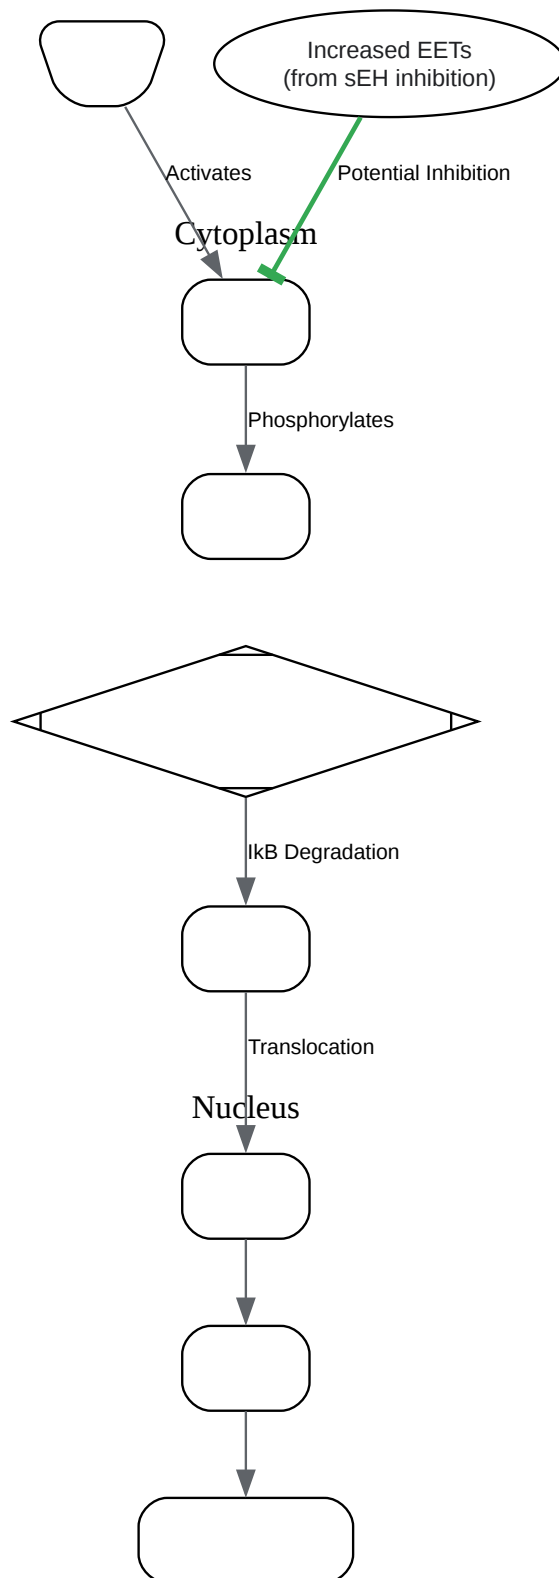 Increased EETs
(from sEH inhibition)
Activates
Potential Inhibition
Cytoplasm
Phosphorylates
IkB Degradation
Translocation
Nucleus